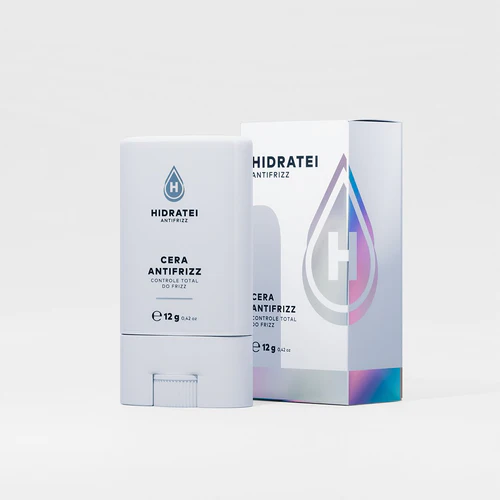 H
HIDRATEI
ANTIFRIZZ
CERA
ANTIFRIZZ
CONTROLE TOTAL
DO FRIZZ
e 12 g 0,42 oz
HIDRATEI
ANTIFRIZZ
H
CERA
ANTIFRIZZ
CONTROLE TOTAL
DO FRIZZ
e 12 g 0,42 oz